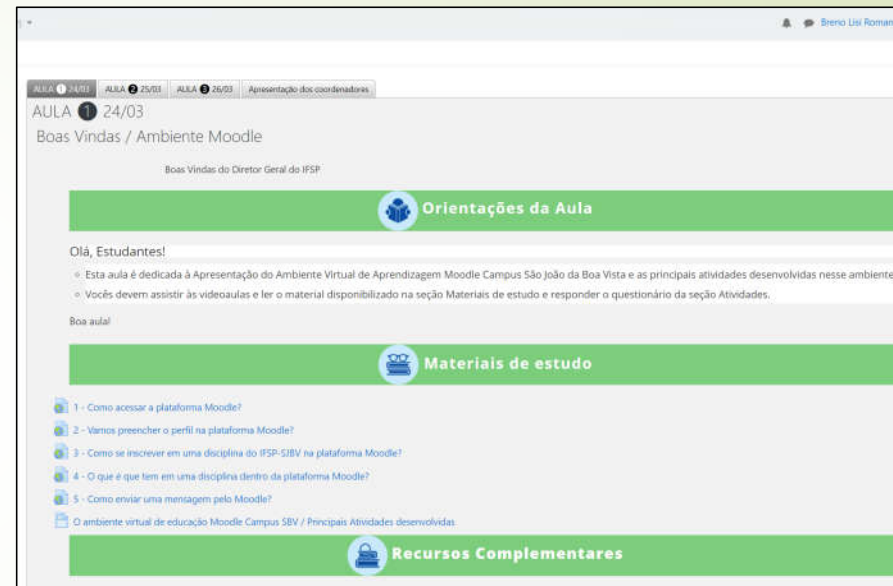 Breno Lisi Roman
AULA 1 24/03 AULA 2 25/03 AULA 3 26/03 Apresentação dos coordenadores
AULA 1 24/03
Boas Vindas / Ambiente Moodle
Boas Vindas do Diretor Geral do IFSP
Orientações da Aula
Olá, Estudantes!
Esta aula é dedicada à Apresentação do Ambiente Virtual de Aprendizagem Moodle Campus São João da Boa Vista e as principais atividades desenvolvidas nesse ambiente
Vocês devem assistir às videoaulas e ler o material disponibilizado na seção Materiais de estudo e responder o questionário da seção Atividades.
Boa aula!
Materiais de estudo
1 - Como acessar a plataforma Moodle?
2 - Vamos preencher o perfil na plataforma Moodle?
3 - Como se inscrever em uma disciplina do IFSP-SJBV na plataforma Moodle?
4 - O que é que tem em uma disciplina dentro da plataforma Moodle?
5 - Como enviar uma mensagem pelo Moodle?
O ambiente virtual de educação Moodle Campus SBV / Principais Atividades desenvolvidas
Recursos Complementares